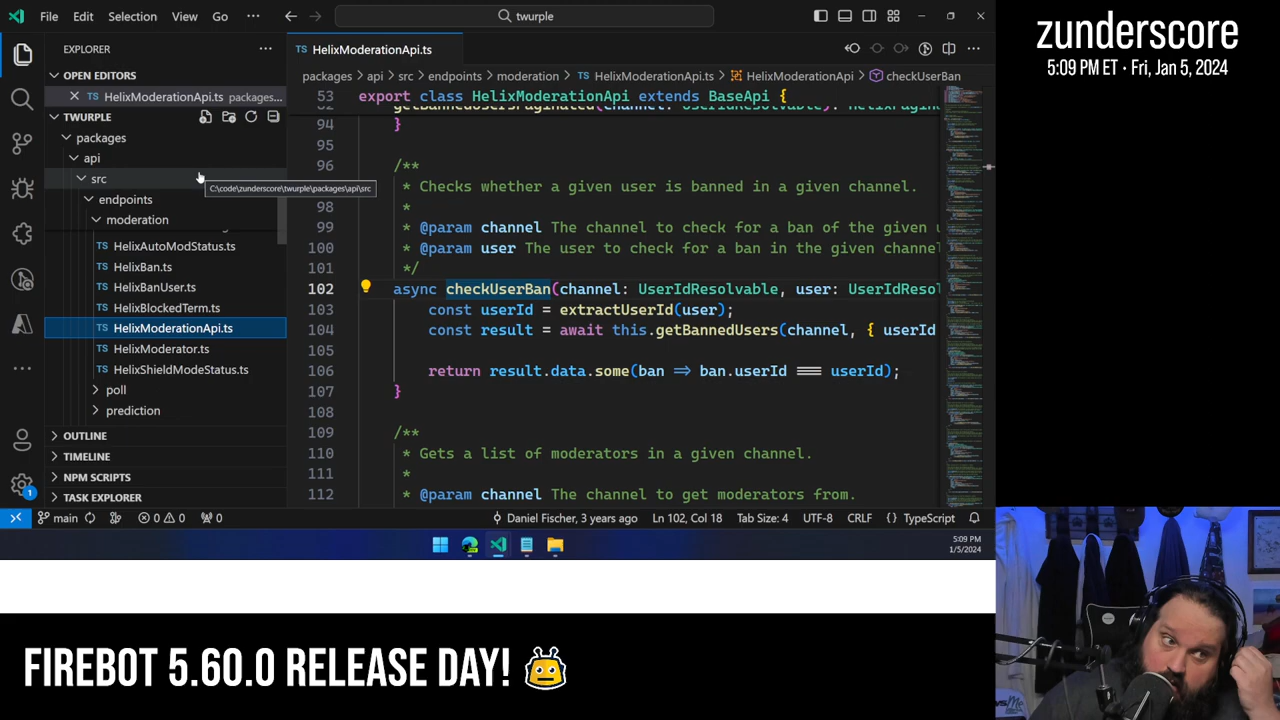 File Edit Selection View Go
twurple
zunderscore
5:09 PM ET • Fri, Jan 5, 2024
EXPLORER
OPEN EDITORS
HelixModerationApi.ts packages...
packages
api
src
C:\code\
\twurple\packages\api\src
moderation
HelixAutoModStatus.ts
HelixBan.ts
HelixBanUser.ts
HelixModerationApi.ts
HelixModerator.ts
HelixShieldModeStatus.ts
poll
prediction
OUTLINE
TIMELINE
NPM SCRIPTS
TASK EXPLORER
TS HelixModerationApi.ts
packages > api > src > endpoints > moderation > TS HelixModerationApi.ts > HelixModerationApi > checkUserBan
53 export class HelixModerationApi extends BaseApi {
94 }
95
96 /**
* Checks whether a given user is banned in a given channel.
98 *
99 * @param channel The channel to check for a ban of the given
100 * @param user The user to check for a ban in the given channel
101 */
102 async checkUserBan(channel: UserIdResolvable, user: UserIdResol
103 const userId = extractUserId(user);
104 const result = await this.getBannedUsers(channel, { userId
105
106 return result.data.some(ban => ban.userId === userId);
107 }
108
109 /**
110 * Gets a list of moderators in a given channel.
111 *
112 * @param channel The channel to get moderators from.
1
main 0 0 0 Daniel Fischer, 3 years ago Ln 102, Col 18 Tab Size: 4 UTF-8 CRLF { } TypeScript
5:09 PM
1/5/2024
FIREBOT 5.60.0 RELEASE DAY!